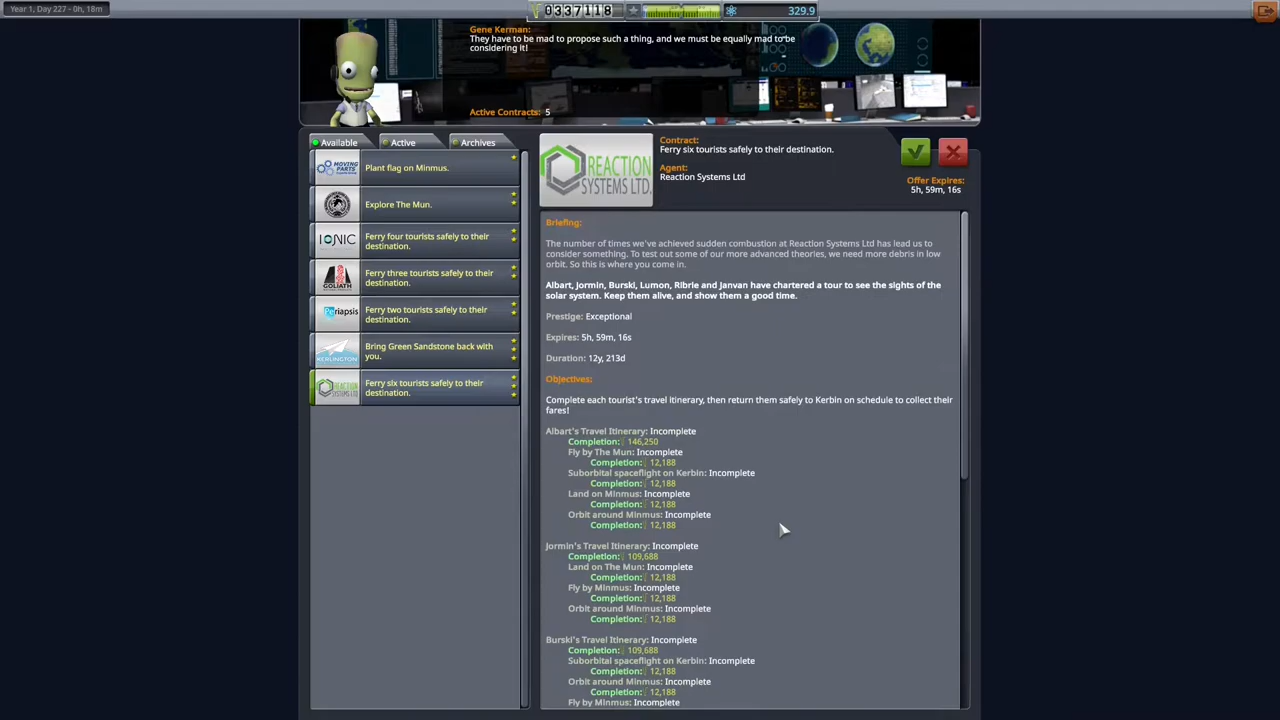 Year 1, Day 227 - 0h, 18m
0337118
329.9
Gene Kerman:
They have to be mad to propose such a thing, and we must be equally mad to be
considering it!
Active Contracts: 5
Available
Active
Archives
MOVING PARTS
Plant flag on Minmus.
Explore The Mun.
IONIC
Ferry four tourists safely to their
destination.
GOLIATH
Ferry three tourists safely to their
destination.
Periapsis
Ferry two tourists safely to their
destination.
KERLINGTON
Bring Green Sandstone back with
you.
Ferry six tourists safely to their
destination.
REACTION
SYSTEMS LTD.
Contract:
Ferry six tourists safely to their destination.
Agent:
Reaction Systems Ltd
Offer Expires:
5h, 59m, 16s
Briefing:
The number of times we've achieved sudden combustion at Reaction Systems Ltd has lead us to
consider something. To test out some of our more advanced theories, we need more debris in low
orbit. So this is where you come in.
Albart, Jormin, Burski, Lumon, Ribrie and Janvan have chartered a tour to see the sights of the
solar system. Keep them alive, and show them a good time.
Prestige: Exceptional
Expires: 5h, 59m, 16s
Duration: 12y, 213d
Objectives:
Complete each tourist's travel itinerary, then return them safely to Kerbin on schedule to collect their
fares!
Albart's Travel Itinerary: Incomplete
Completion: 146,250
Fly by The Mun: Incomplete
Completion: 12,188
Suborbital spaceflight on Kerbin: Incomplete
Completion: 12,188
Land on Minmus: Incomplete
Completion: 12,188
Orbit around Minmus: Incomplete
Completion: 12,188
Jormin's Travel Itinerary: Incomplete
Completion: 109,688
Land on The Mun: Incomplete
Completion: 12,188
Fly by Minmus: Incomplete
Completion: 12,188
Orbit around Minmus: Incomplete
Completion: 12,188
Burski's Travel Itinerary: Incomplete
Completion: 109,688
Suborbital spaceflight on Kerbin: Incomplete
Completion: 12,188
Orbit around Minmus: Incomplete
Completion: 12,188
Fly by Minmus: Incomplete